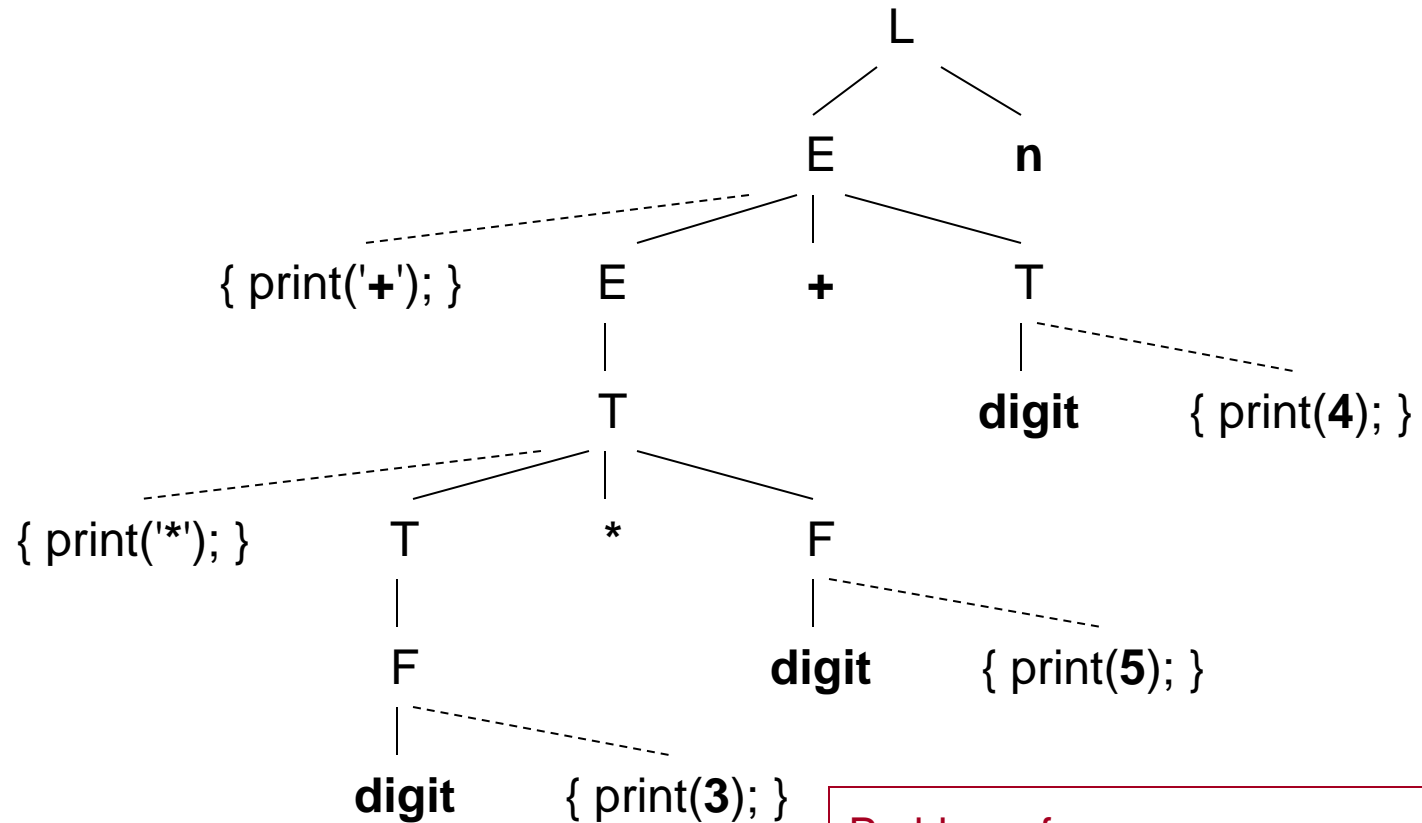 L
E n
{ print('+'); } E + T
T digit { print(4); }
{ print('*'); } T * F
F digit { print(5); }
digit { print(3); }